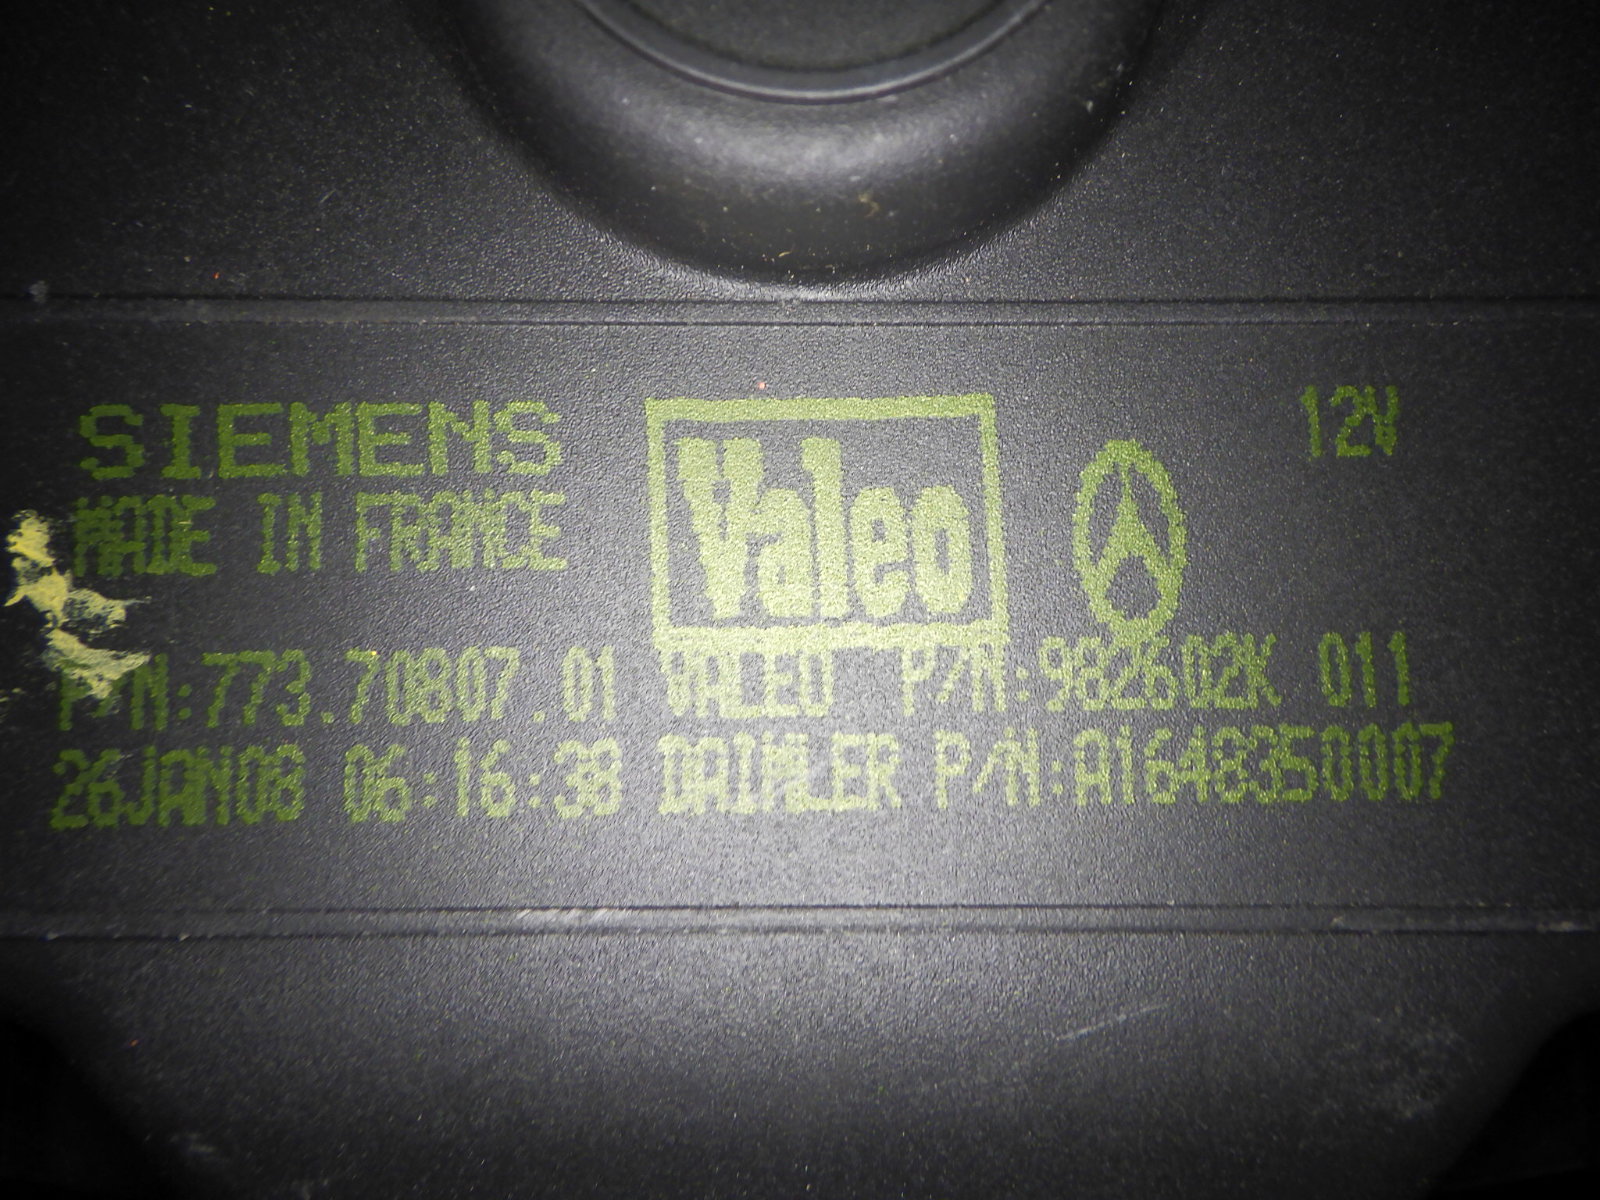 SIEMENS
MADE IN FRANCE
Valeo
12V
P/N:773.70807.01 VALEO P/N:982602K 011
26JAN08 06:16:38 DAIMLER P/N:A1648350007